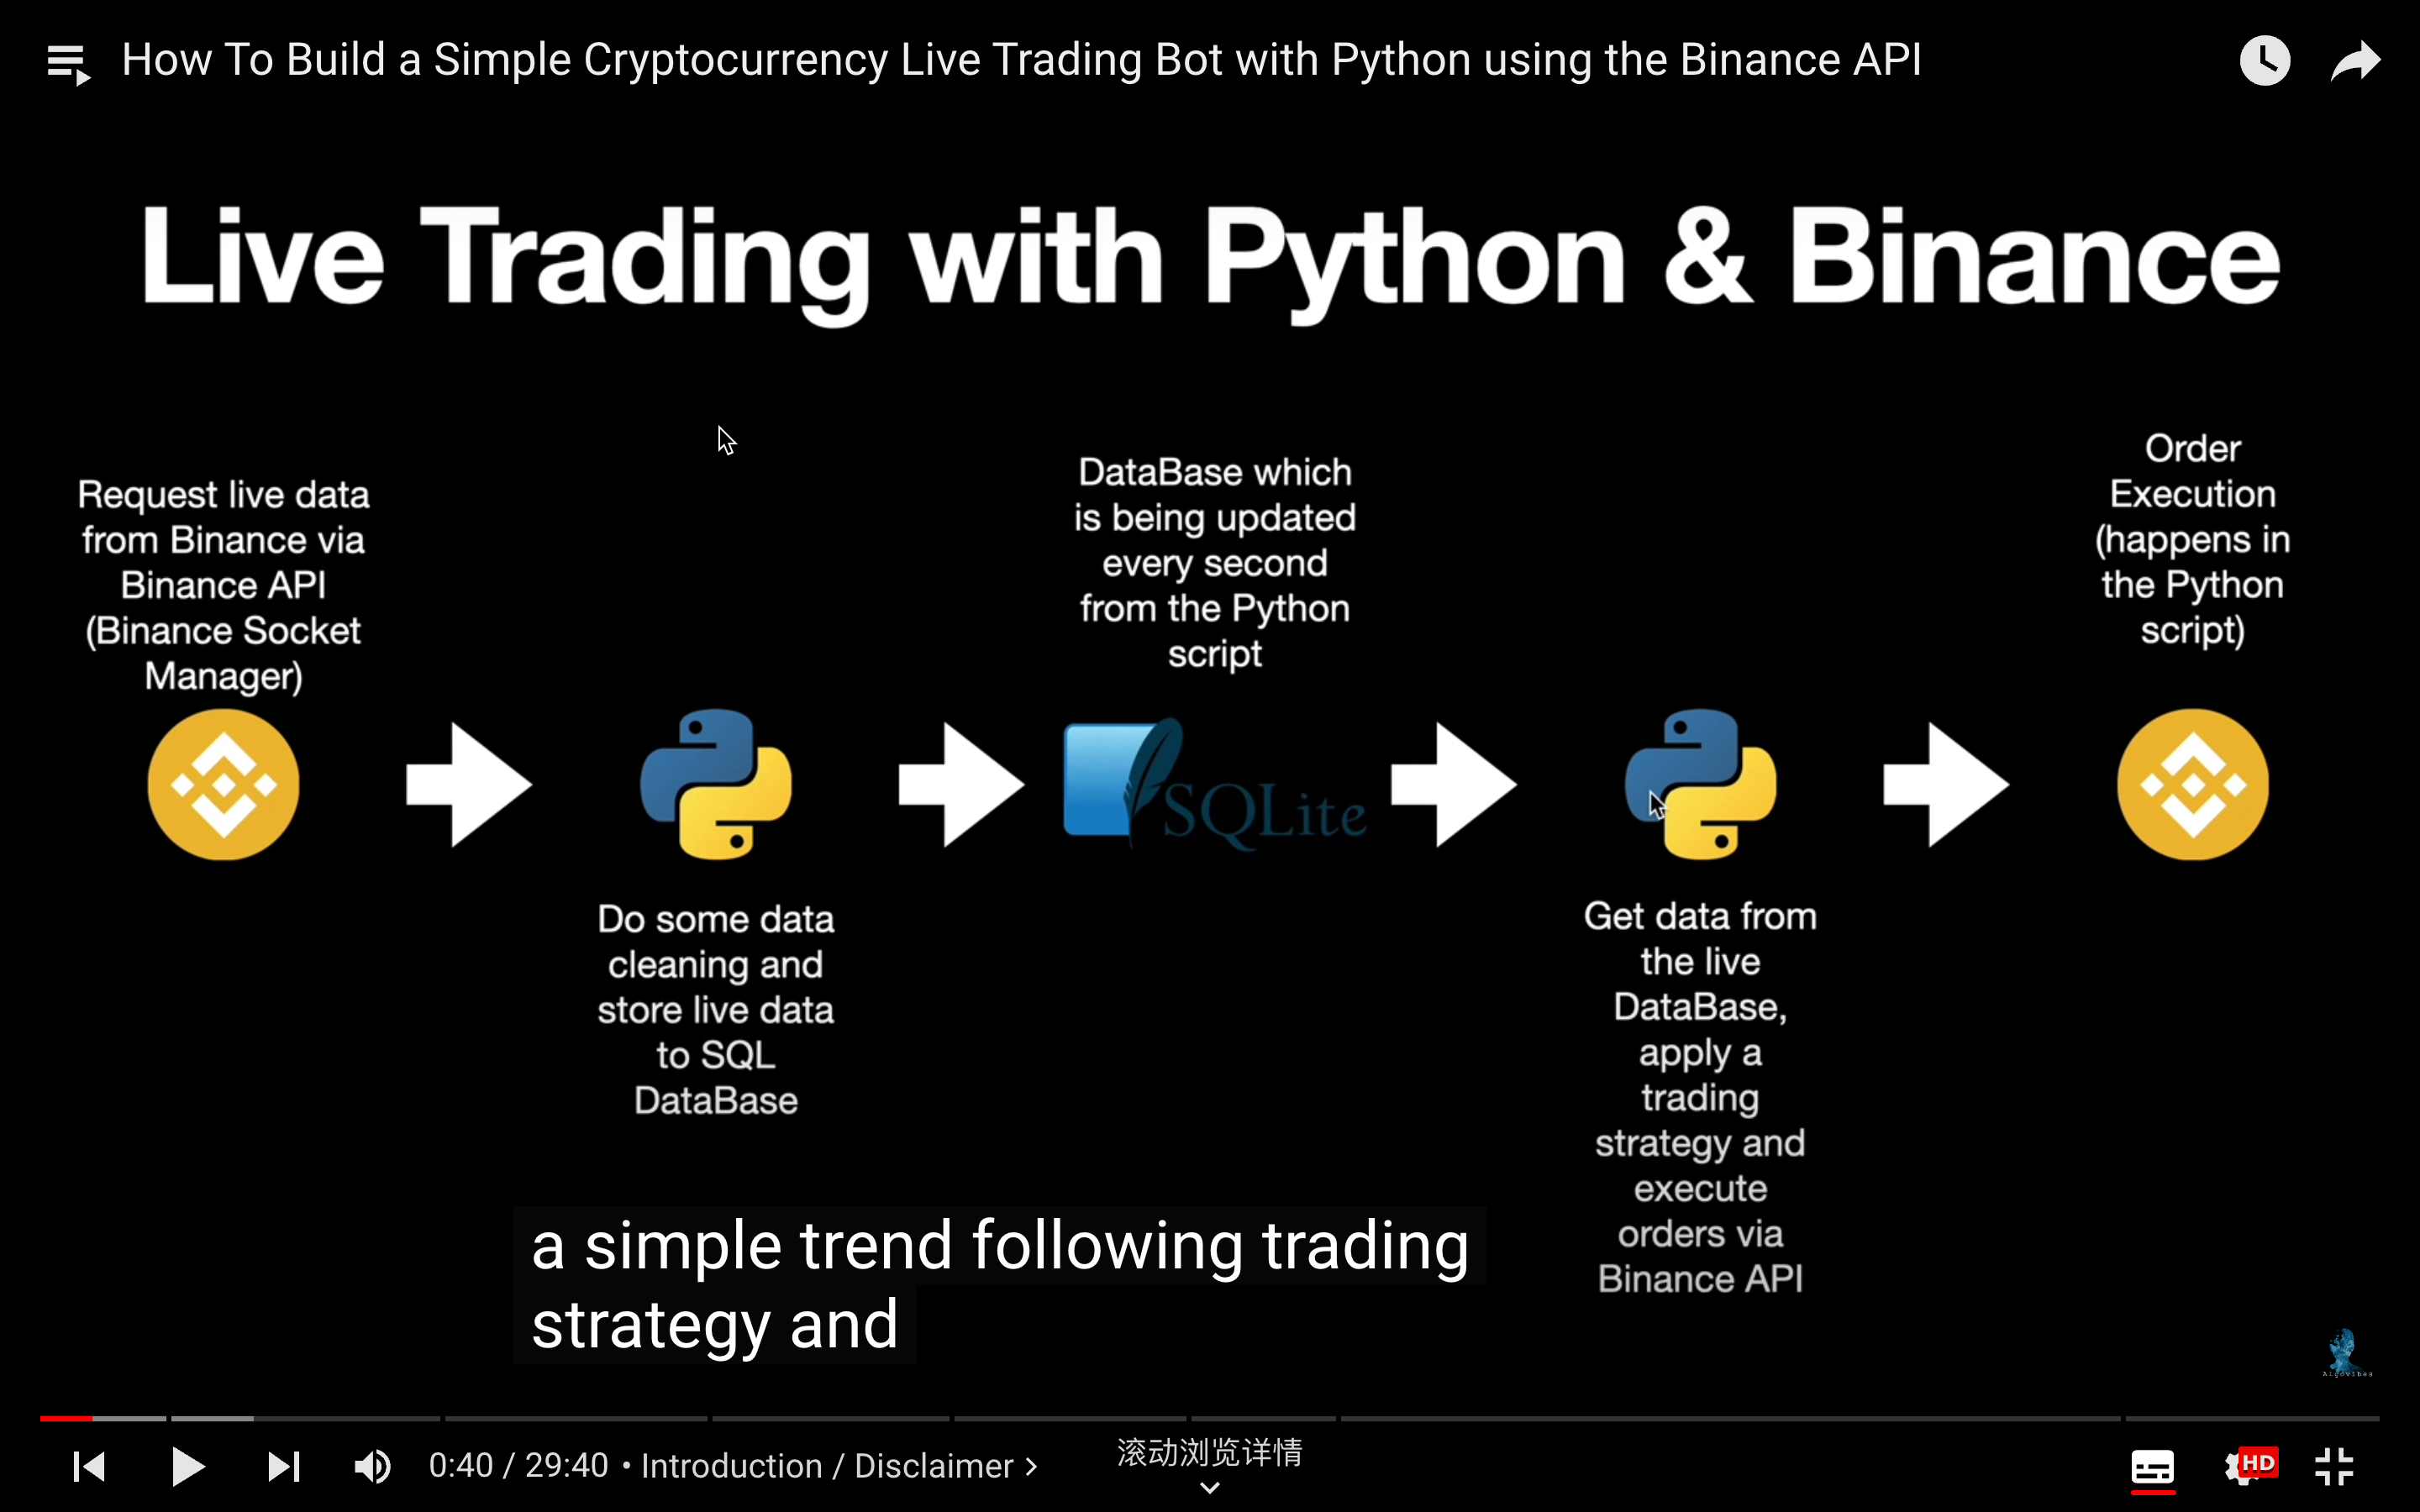 How To Build a Simple Cryptocurrency Live Trading Bot with Python using the Binance API
Live Trading with Python & Binance
Request live data
from Binance via
Binance API
(Binance Socket
Manager)
Do some data
cleaning and
store live data
to SQL
DataBase
DataBase which
is being updated
every second
from the Python
script
SQLite
Get data from
the live
DataBase,
apply a
trading
strategy and
execute
orders via
Binance API
Order
Execution
(happens in
the Python
script)
a simple trend following trading
strategy and
Algovibes
0:40 / 29:40 • Introduction / Disclaimer >
滚动浏览详情
HD